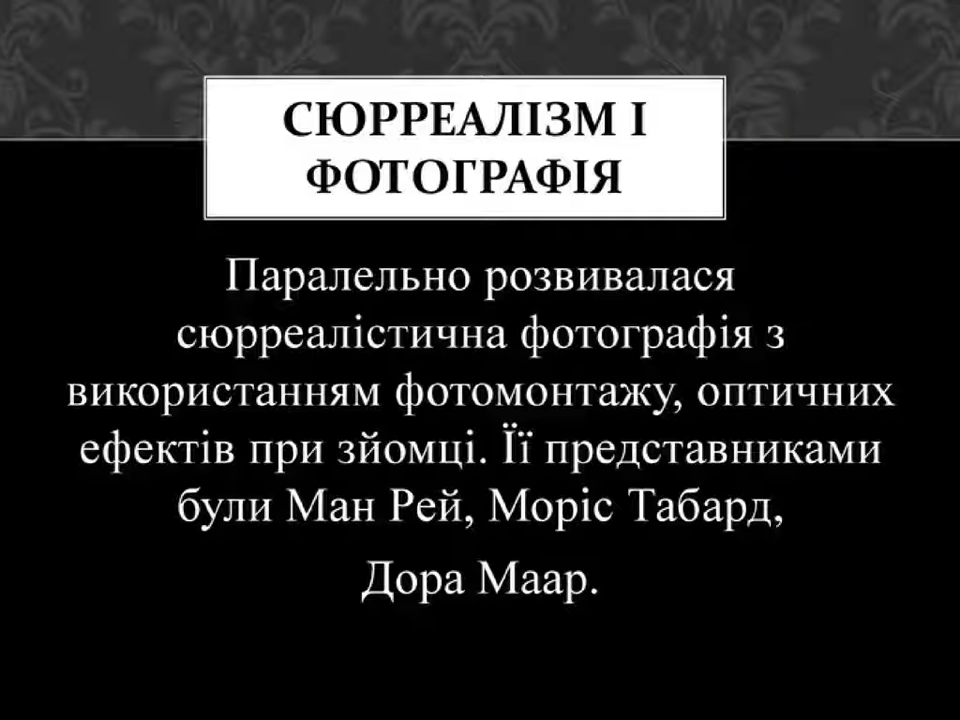 СЮРРЕАЛІЗМ І
ФОТОГРАФІЯ
Паралельно розвивалася
сюрреалістична фотографія з
використанням фотомонтажу, оптичних
ефектів при зйомці. Її представниками
були Ман Рей, Моріс Табард,
Дора Маар.